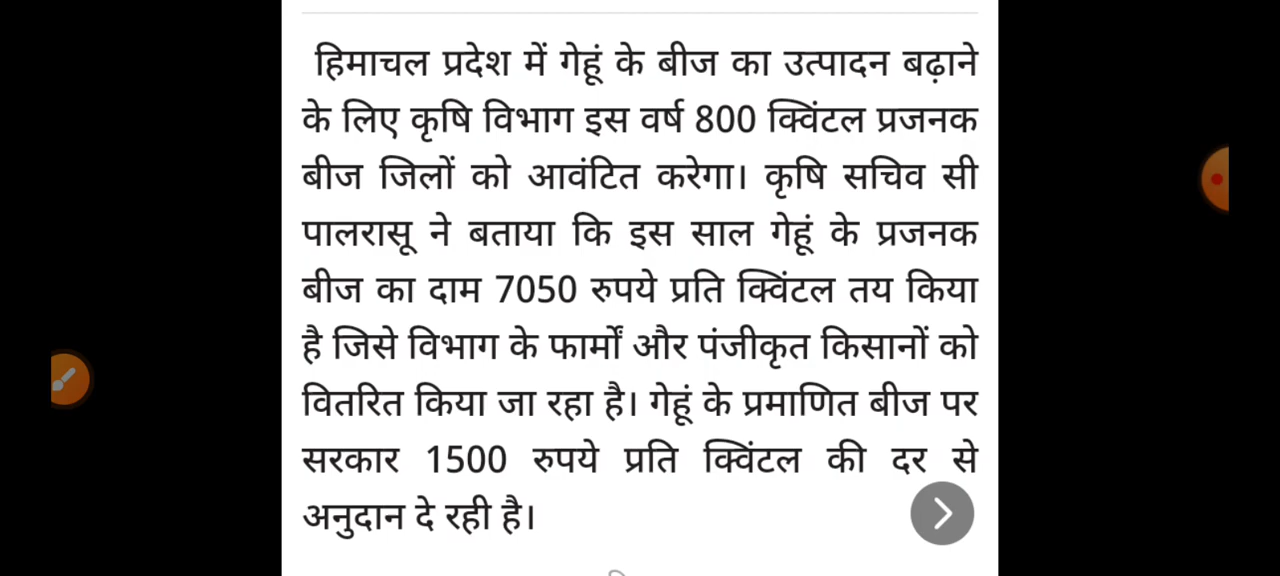 हिमाचल प्रदेश में गेहूं के बीज का उत्पादन बढ़ाने
के लिए कृषि विभाग इस वर्ष 800 क्विंटल प्रजनक
बीज जिलों को आवंटित करेगा। कृषि सचिव सी
पालरासू ने बताया कि इस साल गेहूं के प्रजनक
बीज का दाम 7050 रुपये प्रति क्विंटल तय किया
है जिसे विभाग के फार्मों और पंजीकृत किसानों को
वितरित किया जा रहा है। गेहूं के प्रमाणित बीज पर
सरकार 1500 रुपये प्रति क्विंटल की दर से
अनुदान दे रही है।